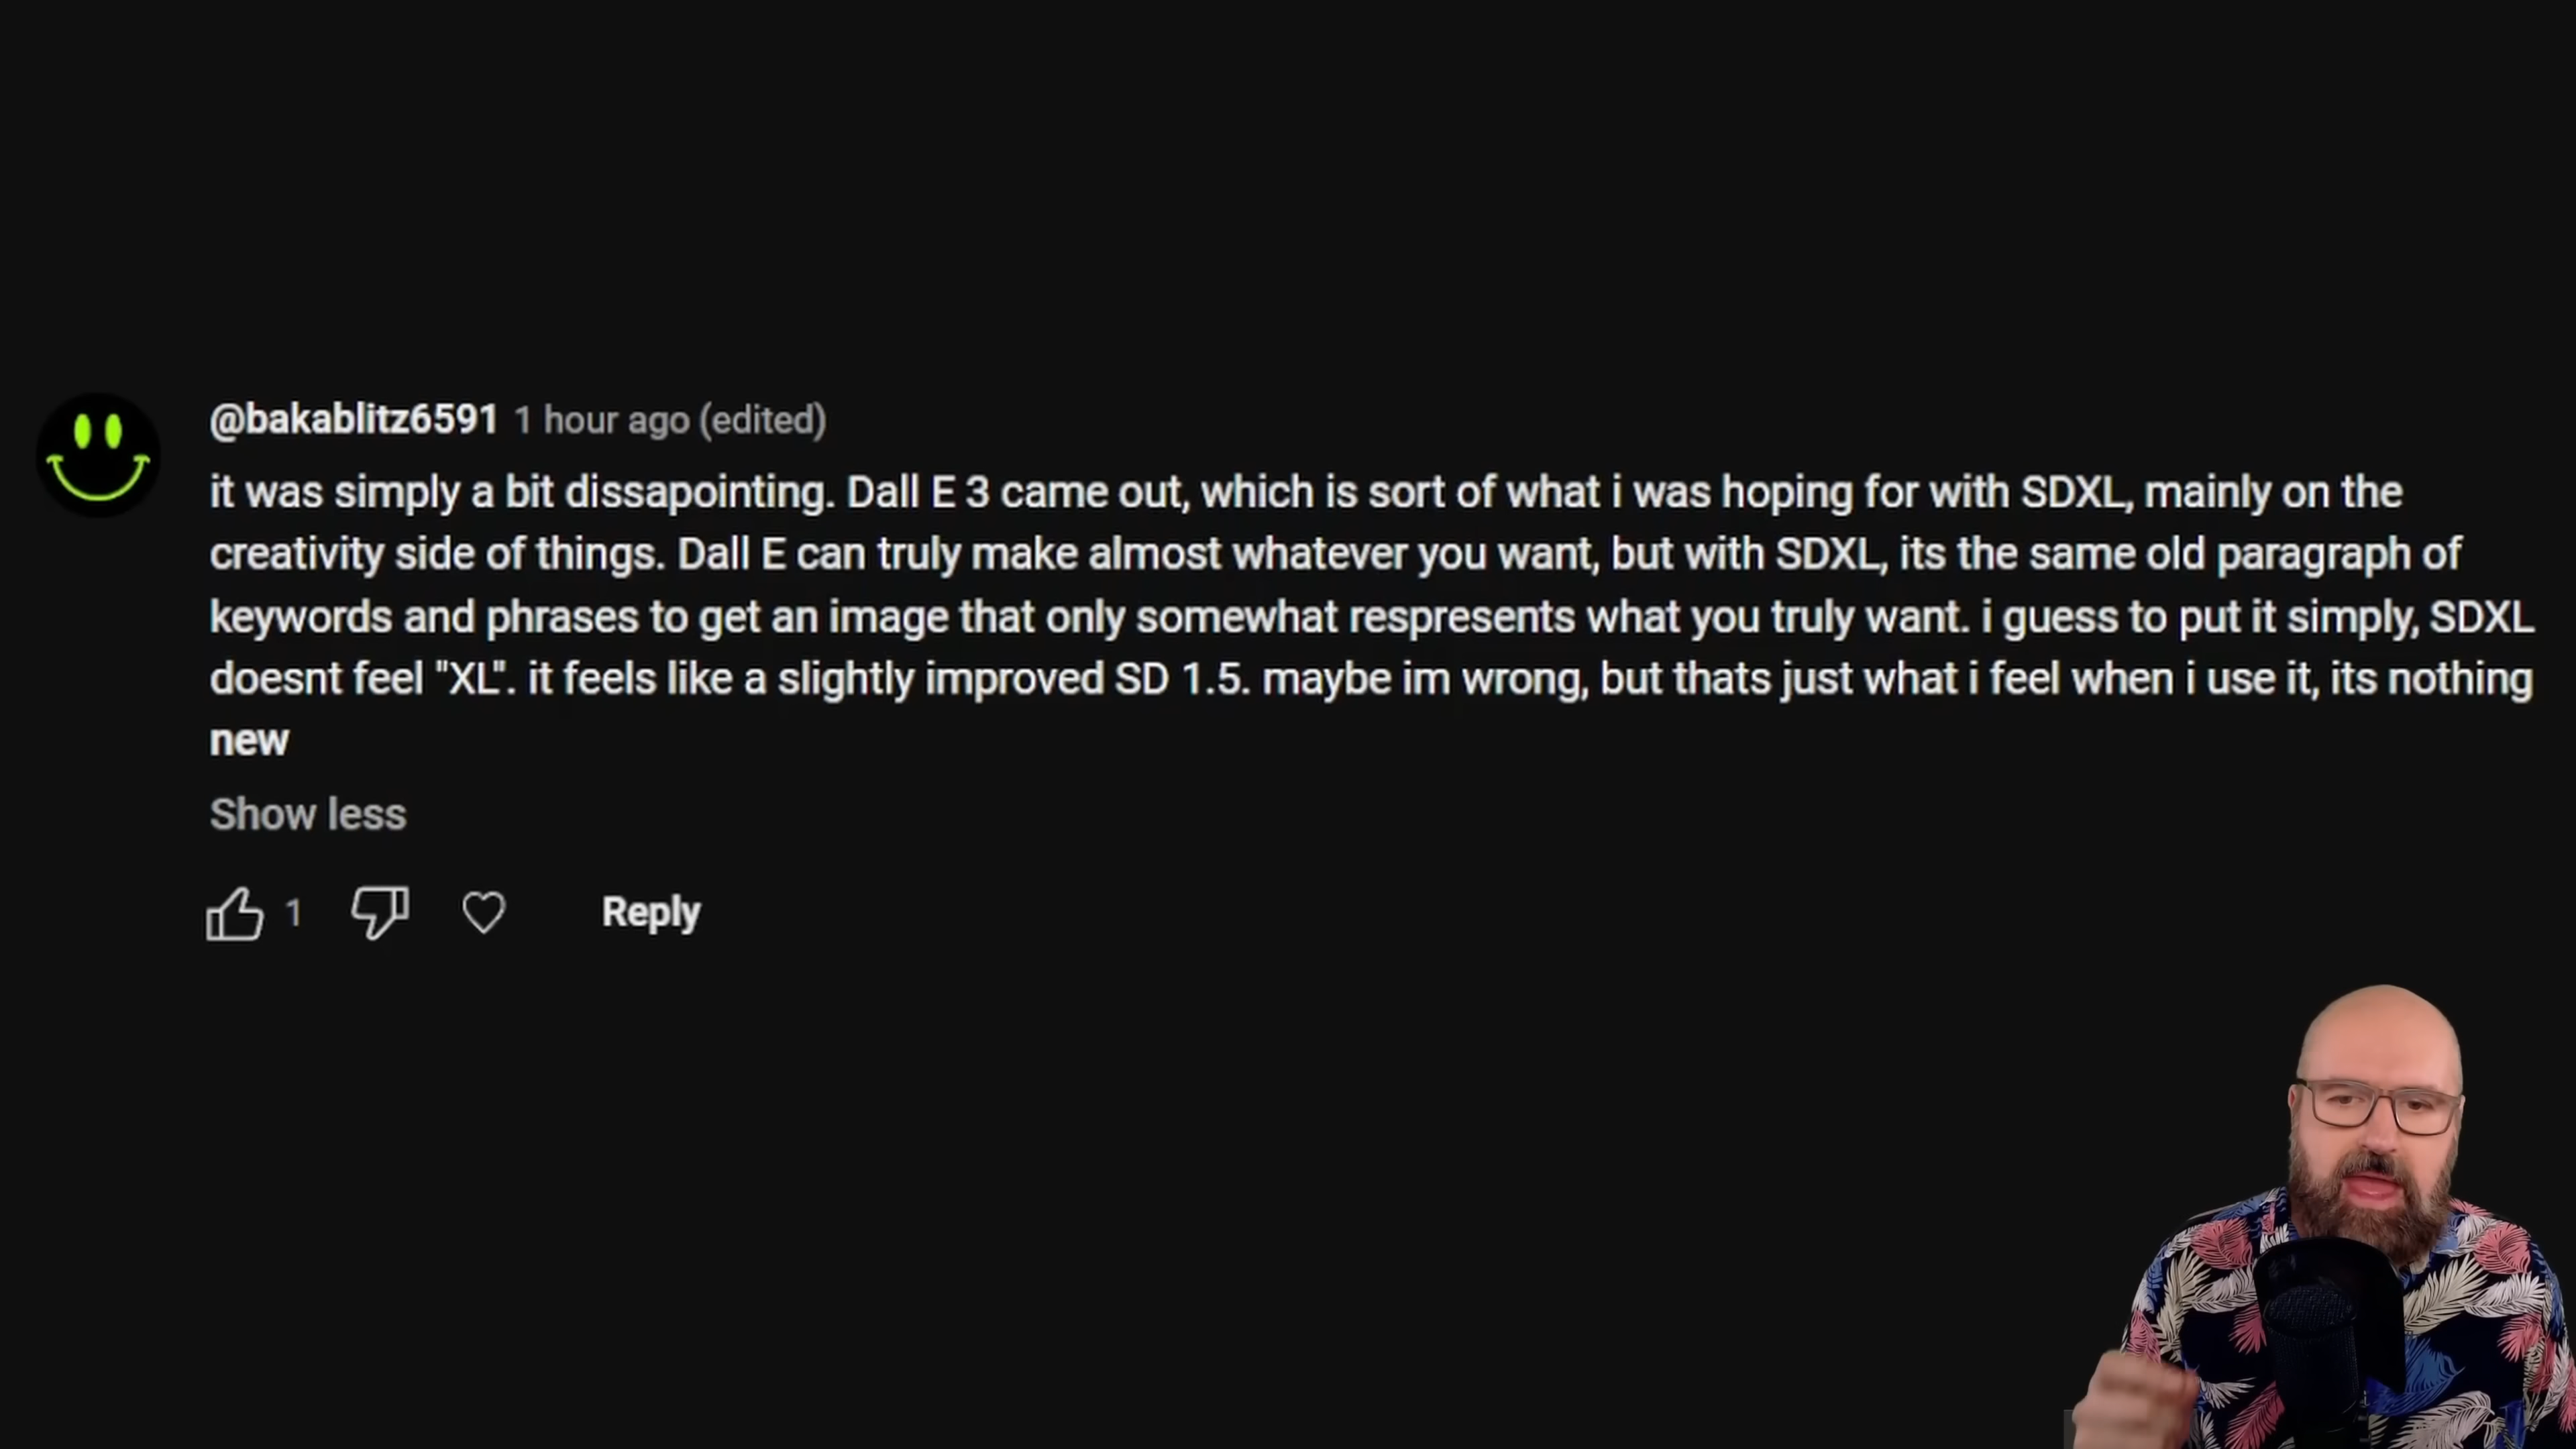 @bakablitz6591 1 hour ago (edited)
it was simply a bit dissapointing. Dall E 3 came out, which is sort of what i was hoping for with SDXL, mainly on the
creativity side of things. Dall E can truly make almost whatever you want, but with SDXL, its the same old paragraph of
keywords and phrases to get an image that only somewhat respresents what you truly want. i guess to put it simply, SDXL
doesnt feel "XL". it feels like a slightly improved SD 1.5. maybe im wrong, but thats just what i feel when i use it, its nothing
new
Show less
1 Reply